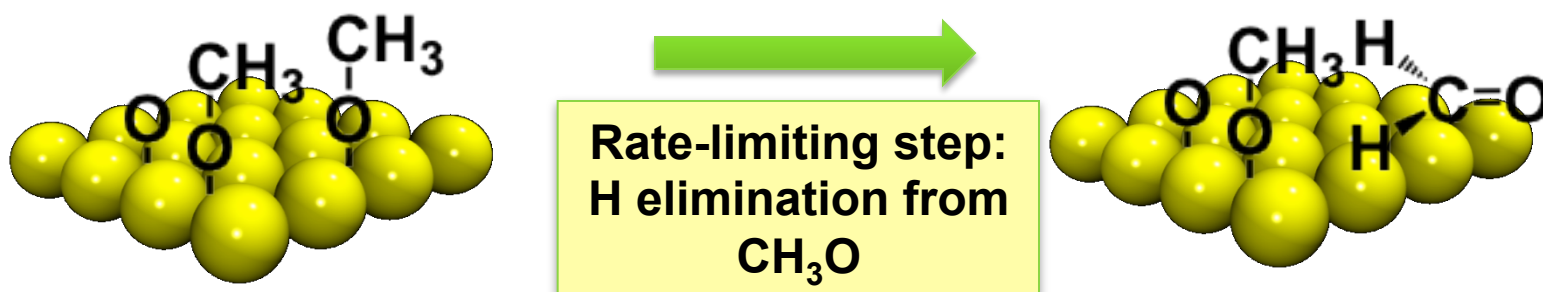 CH₃
CH₃
O
O
O
Rate-limiting step:
H elimination from
CH₃O
CH₃
H
O
O
C=O
H